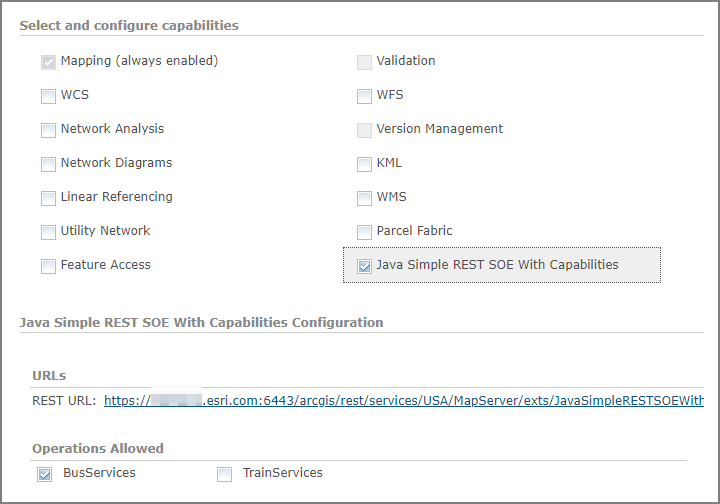 Select and configure capabilities
Mapping (always enabled) Validation
WCS WFS
Network Analysis Version Management
Network Diagrams KML
Linear Referencing WMS
Utility Network Parcel Fabric
Feature Access Java Simple REST SOE With Capabilities
Java Simple REST SOE With Capabilities Configuration
URLs
REST URL: https:// .esri.com:6443/arcgis/rest/services/USA/MapServer/exts/JavaSimpleRESTSOEWith
Operations Allowed
BusServices TrainServices